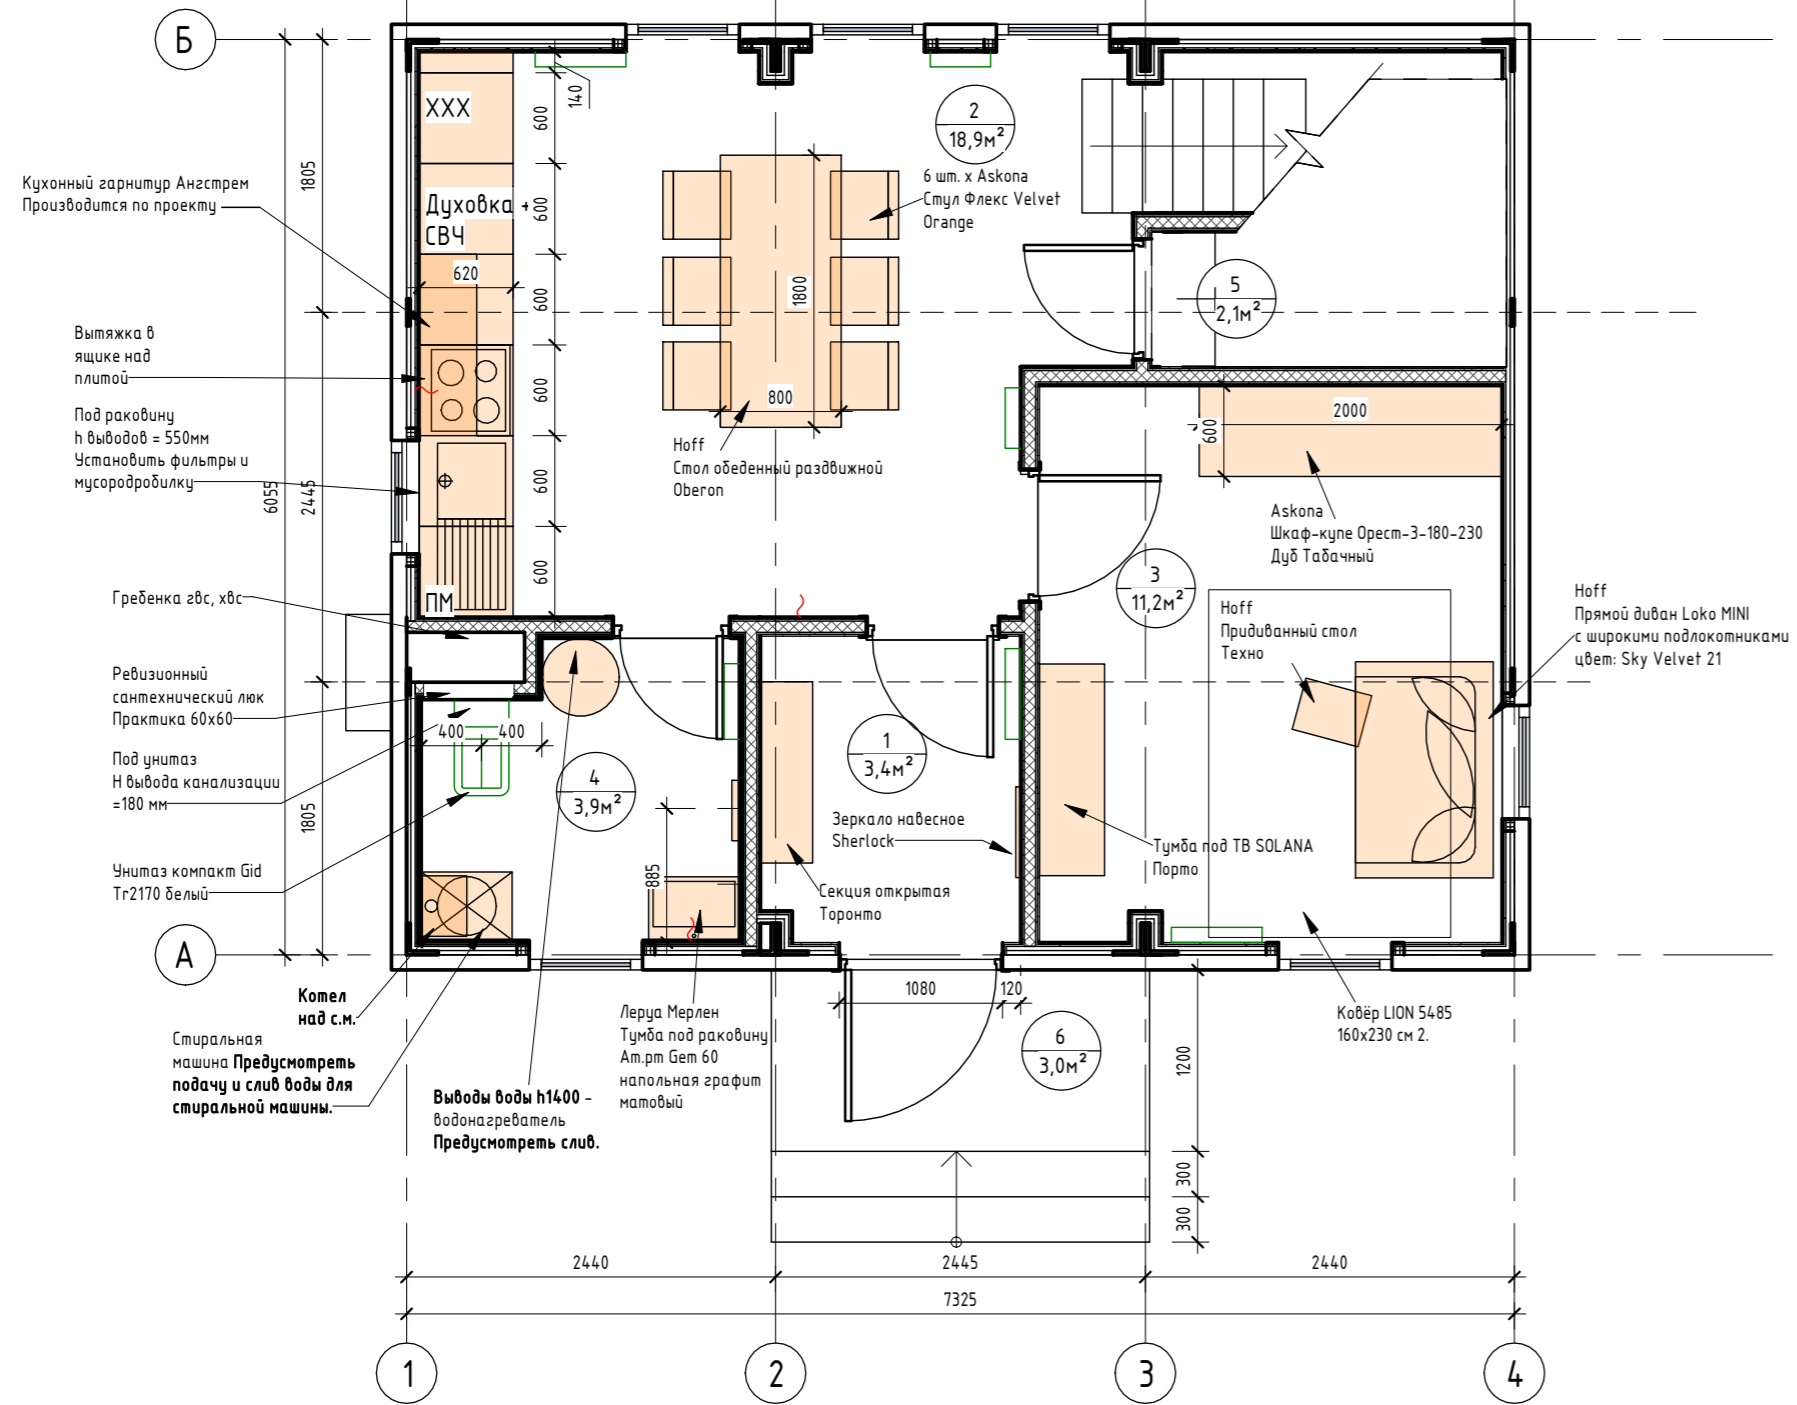 Б
ХХХ
140
600
2
18,9м²
6 шт. х Askona
Стул Флекс Velvet
Orange
1805
Кухонный гарнитур Ангстрем
Производится по проекту
Духовка +
СВЧ
600
620
600
1800
5
2,1м²
Вытяжка в
ящике над
плитой
600
800
2000
600
Под раковину
h выводов = 550мм
Установить фильтры и
мусородробилку
6055
2445
Hoff
Стол обеденный раздвижной
Oberon
600
Askona
Шкаф-купе Орест-3-180-230
Дуб Табачный
600
ПМ
3
11,2м²
Гребенка гвс, хвс
Hoff
Придиванный стол
Техно
Hoff
Прямой диван Loko MINI
с широкими подлокотниками
цвет: Sky Velvet 21
Ревизионный
сантехнический люк
Практика 60х60
400
400
1
3,4м²
Под унитаз
Н вывода канализации
=180 мм
4
3,9м²
1805
Зеркало навесное
Sherlock
Тумба под ТВ SOLANA
Порто
885
Унитаз компакт Gid
Тг2170 белый
Секция открытая
Торонто
А
Котел
над с.м.
1080
120
Леруа Мерлен
Тумба под раковину
Am.pm Gem 60
напольная графит
матовый
6
3,0м²
Ковёр LION 5485
160х230 см 2.
Стиральная
машина Предусмотреть
подачу и слив воды для
стиральной машины.
1200
Выводы воды h1400 -
водонагреватель
Предусмотреть слив.
300
300
2440
2445
2440
7325
1
2
3
4